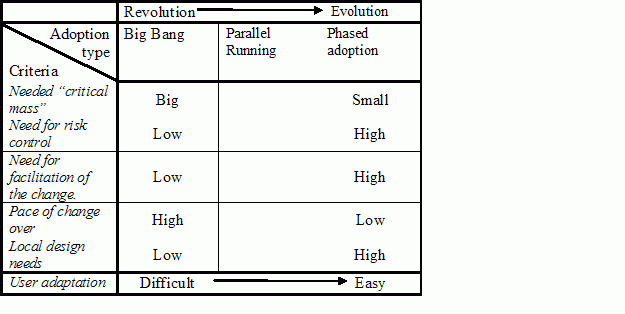 Revolution Evolution
Adoption type Big Bang Parallel Running Phased adoption
Criteria
Needed “critical mass” Big Small
Need for risk control Low High
Need for facilitation of the change. Low High
Pace of change over High Low
Local design needs Low High
User adaptation Difficult Easy